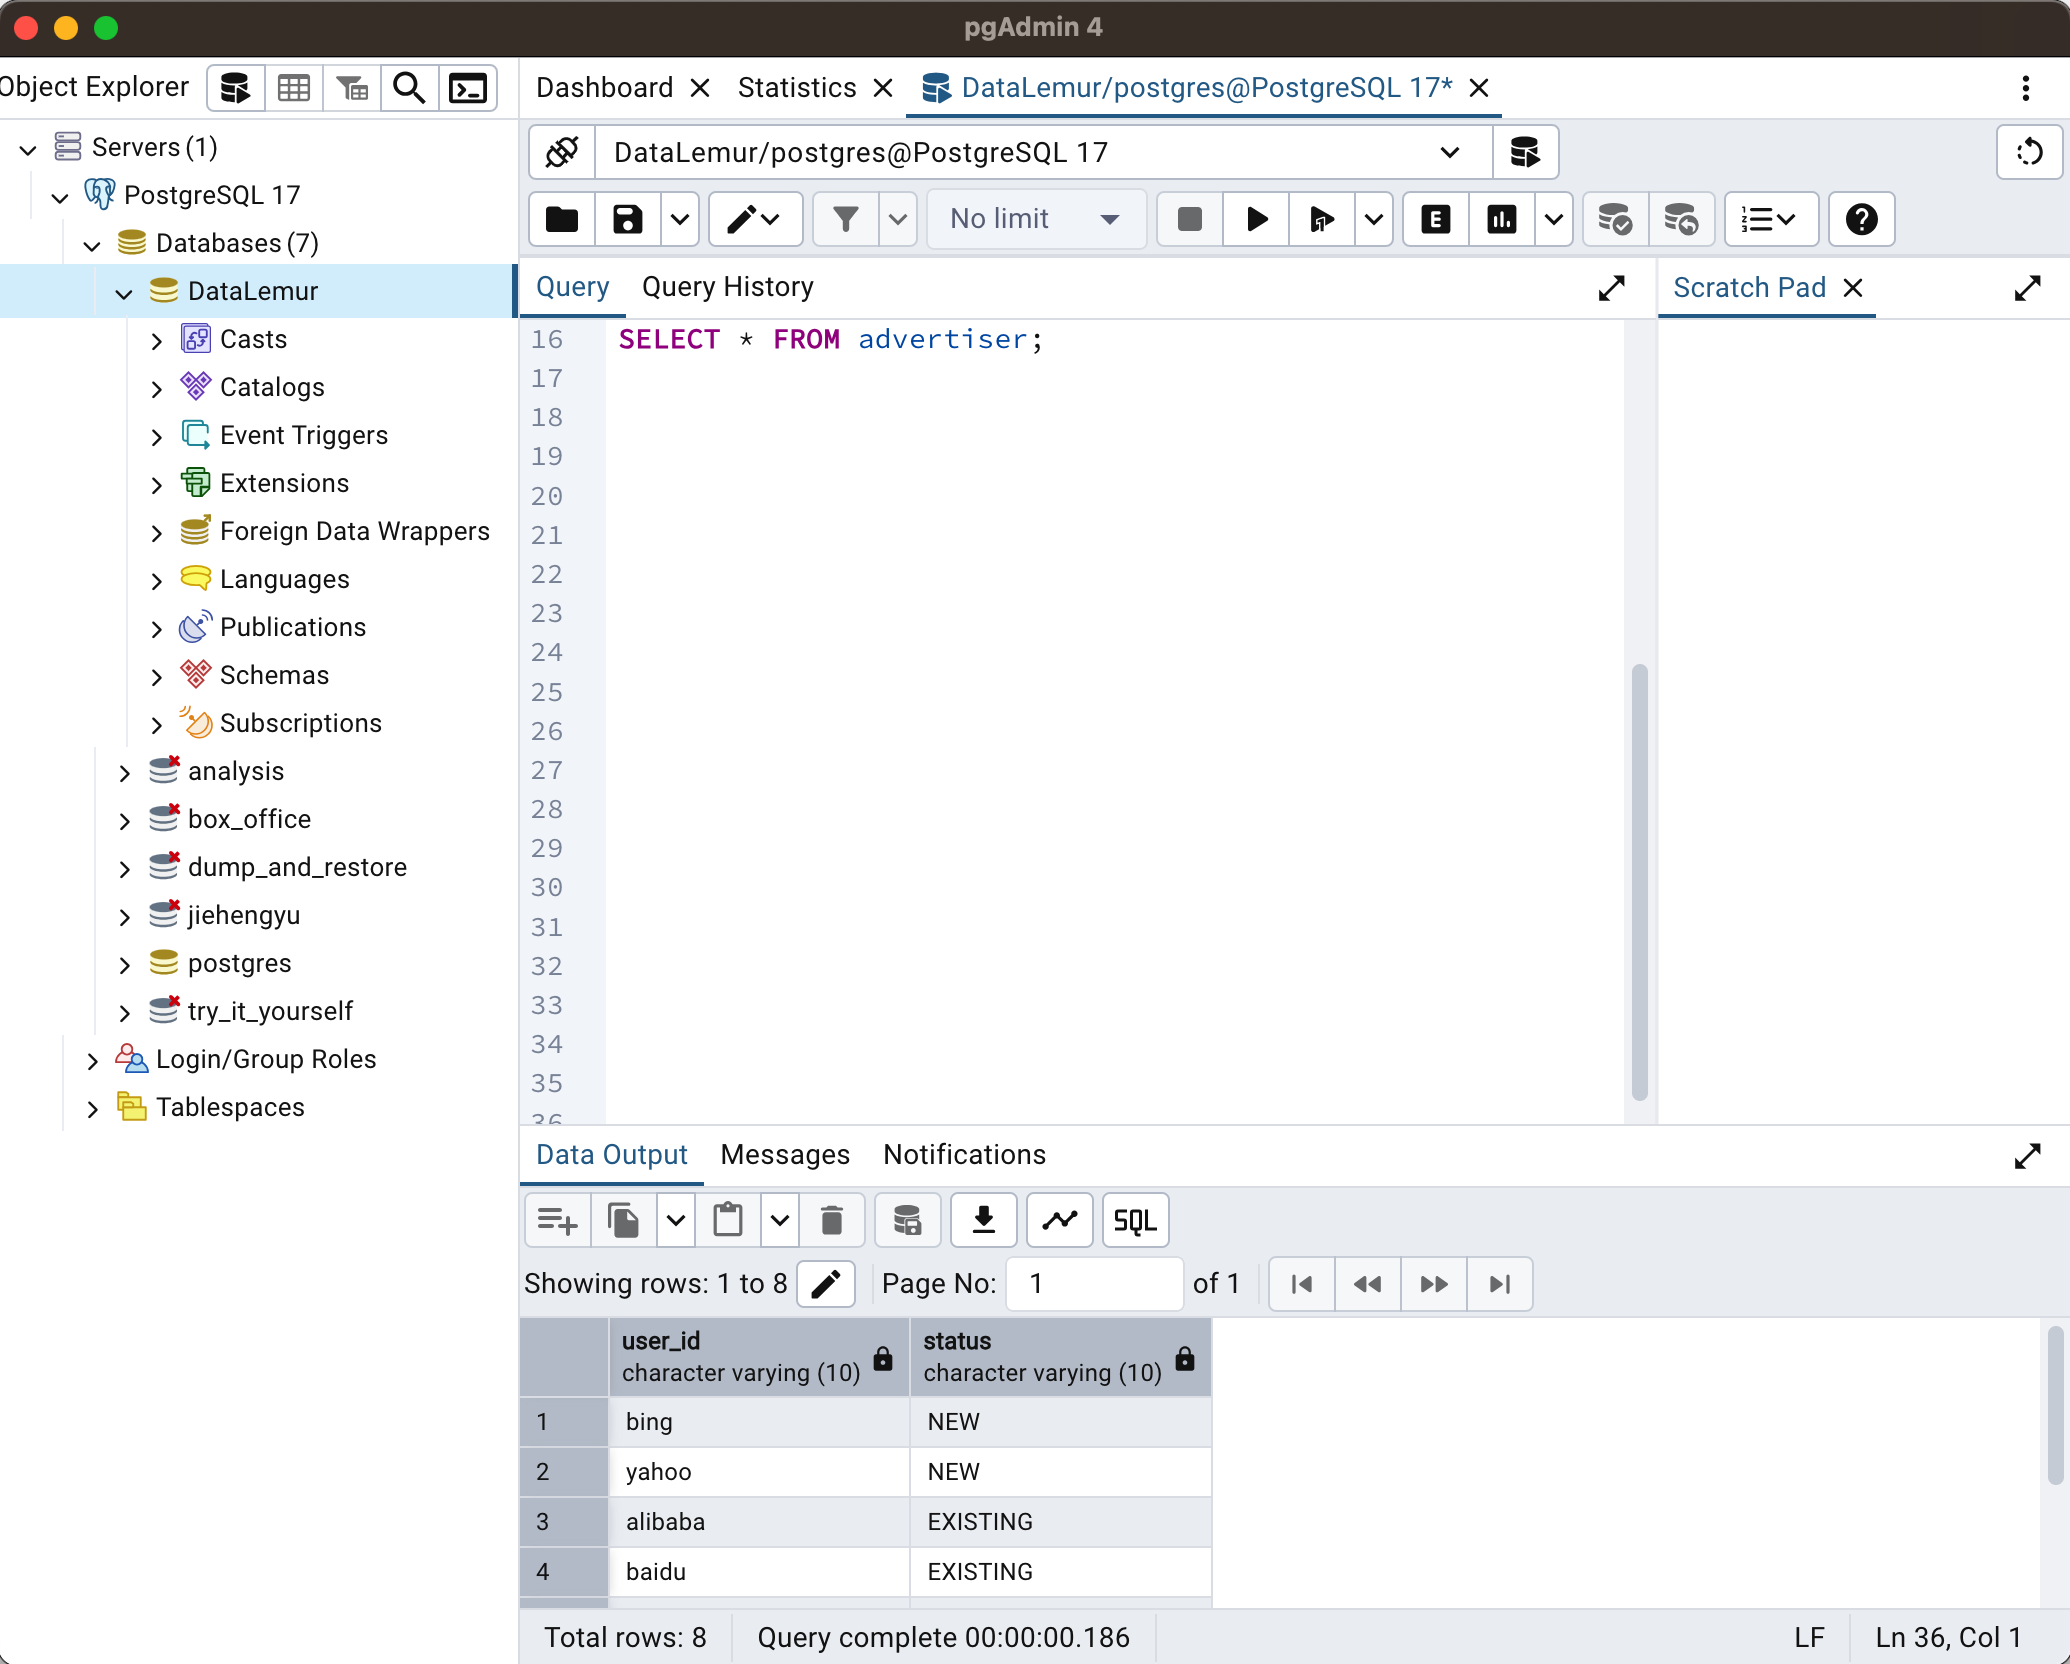 pgAdmin 4
Object Explorer
Dashboard
Statistics
DataLemur/postgres@PostgreSQL 17*
Servers (1)
PostgreSQL 17
Databases (7)
DataLemur
Casts
Catalogs
Event Triggers
Extensions
Foreign Data Wrappers
Languages
Publications
Schemas
Subscriptions
analysis
box_office
dump_and_restore
jiehengyu
postgres
try_it_yourself
Login/Group Roles
Tablespaces
DataLemur/postgres@PostgreSQL 17
No limit
Query
Query History
Scratch Pad
16 SELECT * FROM advertiser;
17
18
19
20
21
22
23
24
25
26
27
28
29
30
31
32
33
34
35
36
Data Output
Messages
Notifications
SQL
Showing rows: 1 to 8
Page No: 1 of 1
user_id status
character varying (10) character varying (10)
1 bing NEW
2 yahoo NEW
3 alibaba EXISTING
4 baidu EXISTING
Total rows: 8
Query complete 00:00:00.186
LF
Ln 36, Col 1